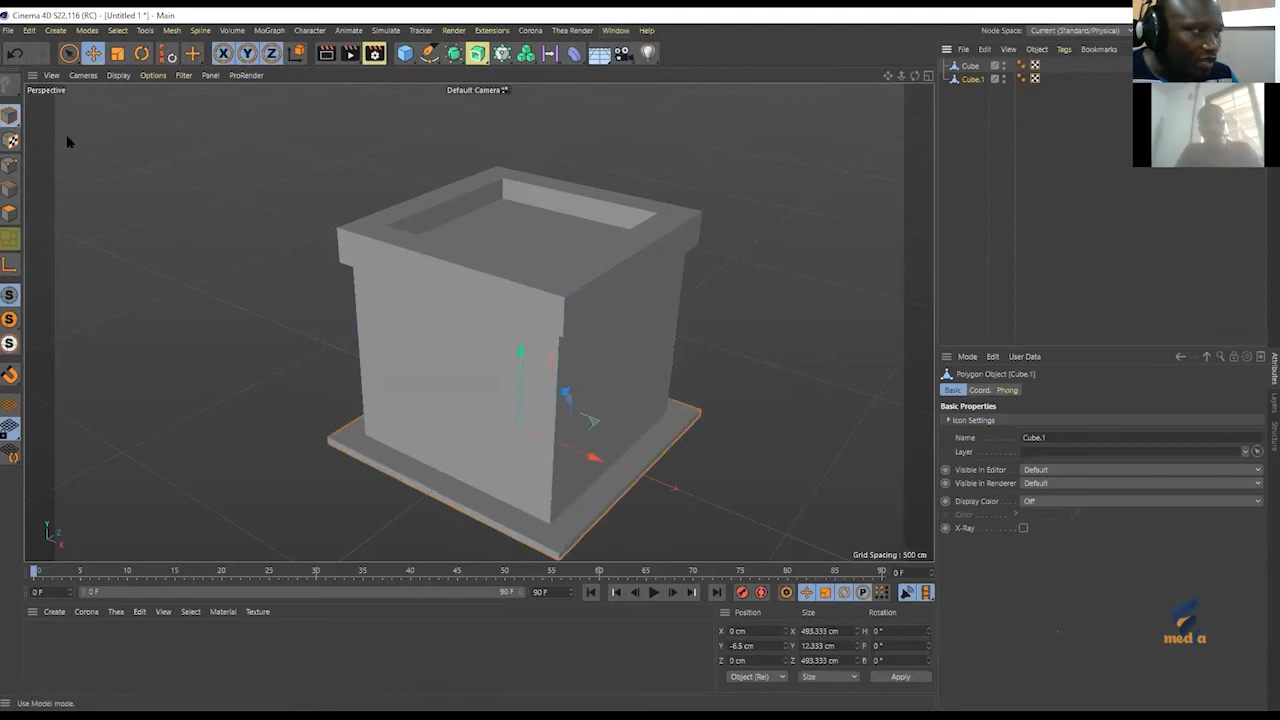 Cinema 4D S22.116 (RC) - [Untitled 1 *] - Main
File Edit Create Modes Select Tools Mesh Spline Volume MoGraph Character Animate Simulate Tracker Render Extensions Corona Thea Render Window Help
Node Space: Current (Standard/Physical)
File Edit View Object Tags Bookmarks
View Cameras Display Options Filter Panel ProRender
Perspective
Default Camera
Cube
Cube.1
Mode Edit User Data
Polygon Object [Cube.1]
Basic Coord. Phong
Basic Properties
Icon Settings
Name Cube.1
Layer
Visible in Editor Default
Visible in Renderer Default
Display Color Off
Color
X-Ray
Attributes
Layers
Structure
X Y Z
S
S
S
P
Y
Z
X
Grid Spacing : 500 cm
0 5 10 15 20 25 30 35 40 45 50 55 60 65 70 75 80 85 90 0 F
0 F 0 F 90 F 90 F
Create Corona Thea Edit View Select Material Texture
Position Size Rotation
X 0 cm X 493.333 cm H 0 °
Y -6.5 cm Y 12.333 cm P 0 °
Z 0 cm Z 493.333 cm B 0 °
Object (Rel) Size Apply
med a
Use Model mode.